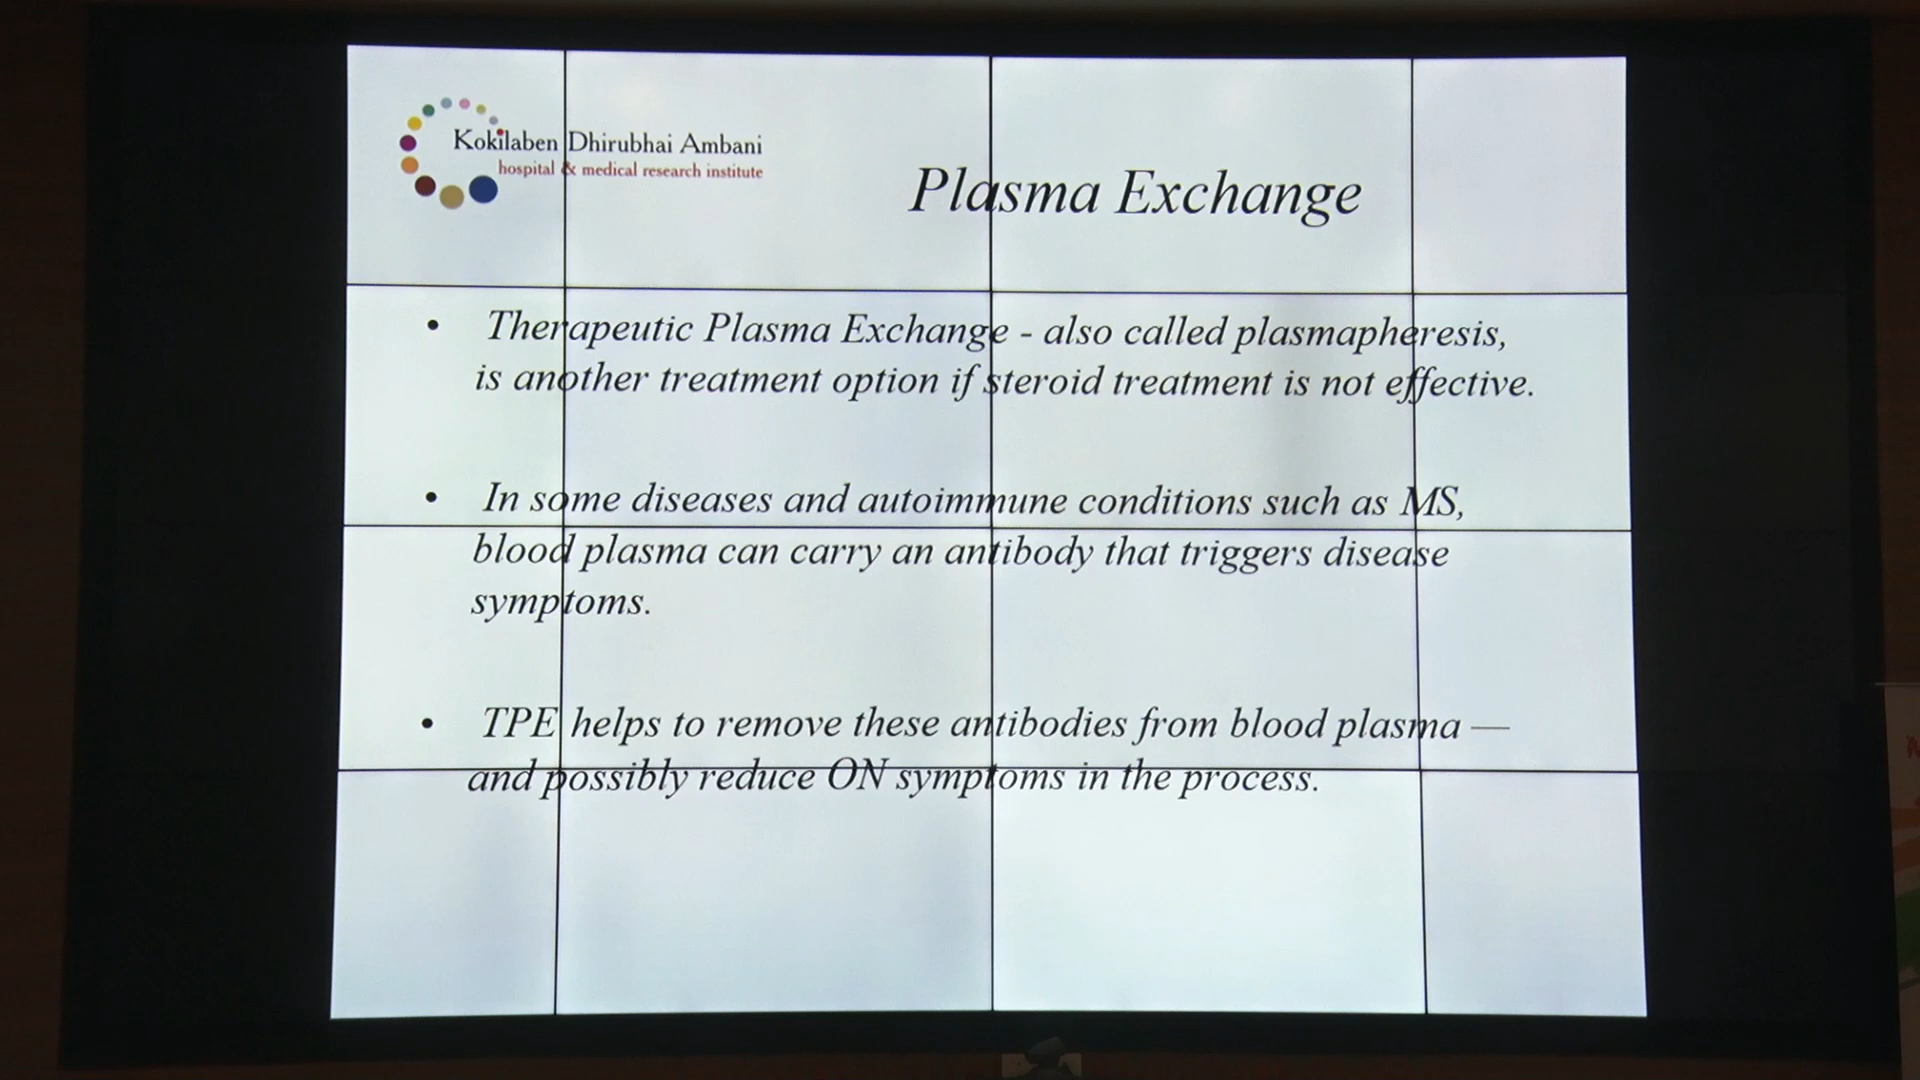 Kokilaben Dhirubhai Ambani
hospital & medical research institute
Plasma Exchange
• Therapeutic Plasma Exchange - also called plasmapheresis,
is another treatment option if steroid treatment is not effective.
• In some diseases and autoimmune conditions such as MS,
blood plasma can carry an antibody that triggers disease
symptoms.
• TPE helps to remove these antibodies from blood plasma —
and possibly reduce ON symptoms in the process.